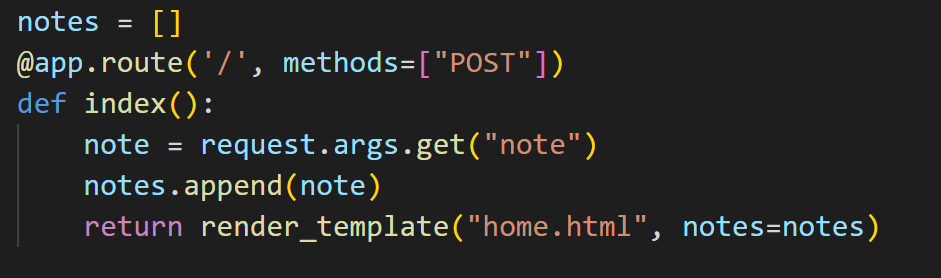 notes = []
@app.route('/', methods=["POST"])
def index():
    note = request.args.get("note")
    notes.append(note)
    return render_template("home.html", notes=notes)